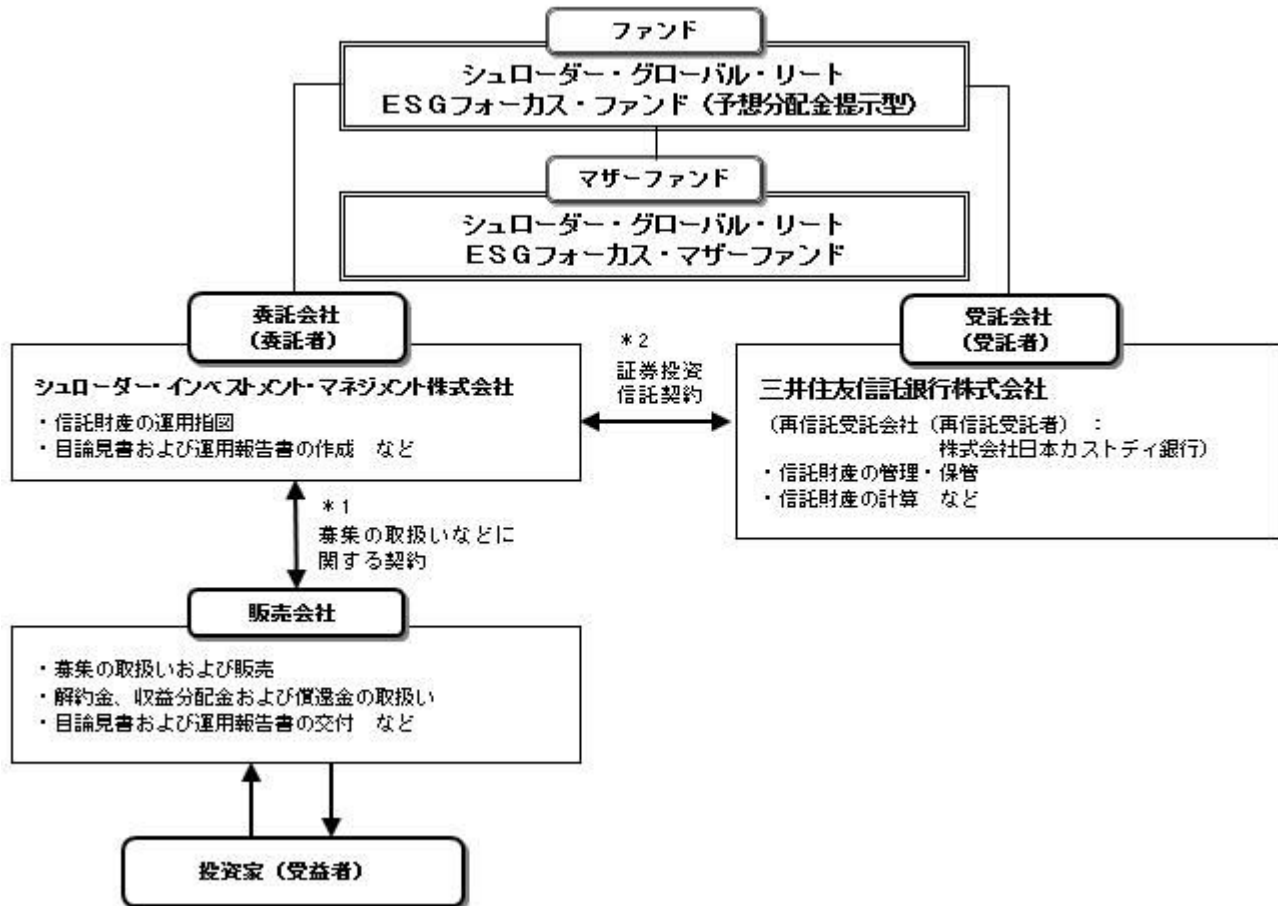 ファンド
シュローダー・グローバル・リート
ESGフォーカス・ファンド(予想分配金提示型)
マザーファンド
シュローダー・グローバル・リート
ESGフォーカス・マザーファンド
委託会社
(委託者)
シュローダー・インベストメント・マネジメント株式会社
・信託財産の運用指図
・目論見書および運用報告書の作成 など
*2
証券投資
信託契約
受託会社
(受託者)
三井住友信託銀行株式会社
(再信託受託会社(再信託受託者) :
株式会社日本カストディ銀行)
・信託財産の管理・保管
・信託財産の計算 など
*1
募集の取扱いなどに
関する契約
販売会社
・募集の取扱いおよび販売
・解約金、収益分配金および償還金の取扱い
・目論見書および運用報告書の交付 など
投資家(受益者)